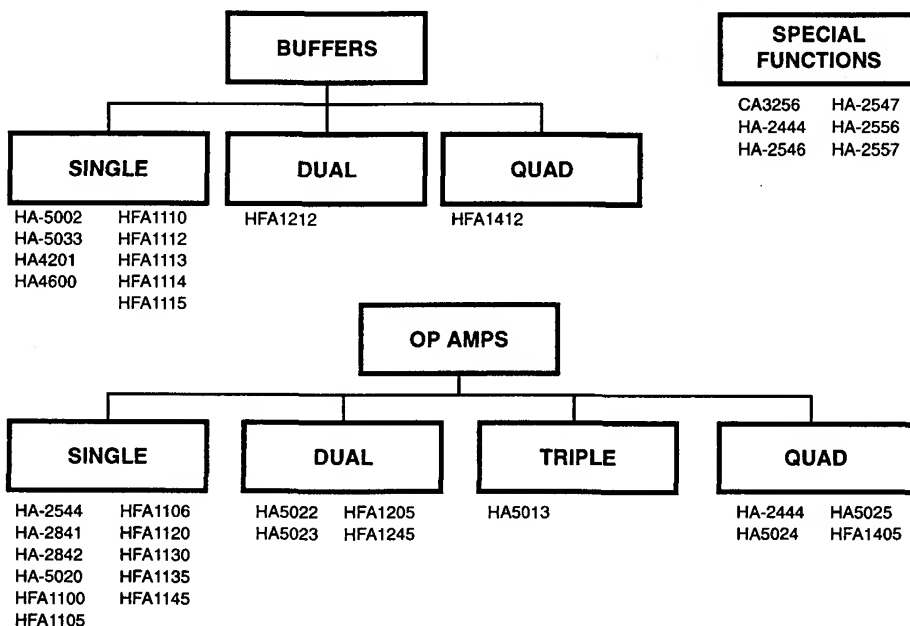 BUFFERS
SPECIAL
FUNCTIONS
CA3256 HA-2547
HA-2444 HA-2556
HA-2546 HA-2557
SINGLE DUAL QUAD
HA-5002 HFA1110 HFA1212 HFA1412
HA-5033 HFA1112
HA4201 HFA1113
HA4600 HFA1114
HFA1115
OP AMPS
SINGLE DUAL TRIPLE QUAD
HA-2544 HFA1106 HA5022 HFA1205 HA5013 HA-2444 HA5025
HA-2841 HFA1120 HA5023 HFA1245 HA5024 HFA1405
HA-2842 HFA1130
HA-5020 HFA1135
HFA1100 HFA1145
HFA1105